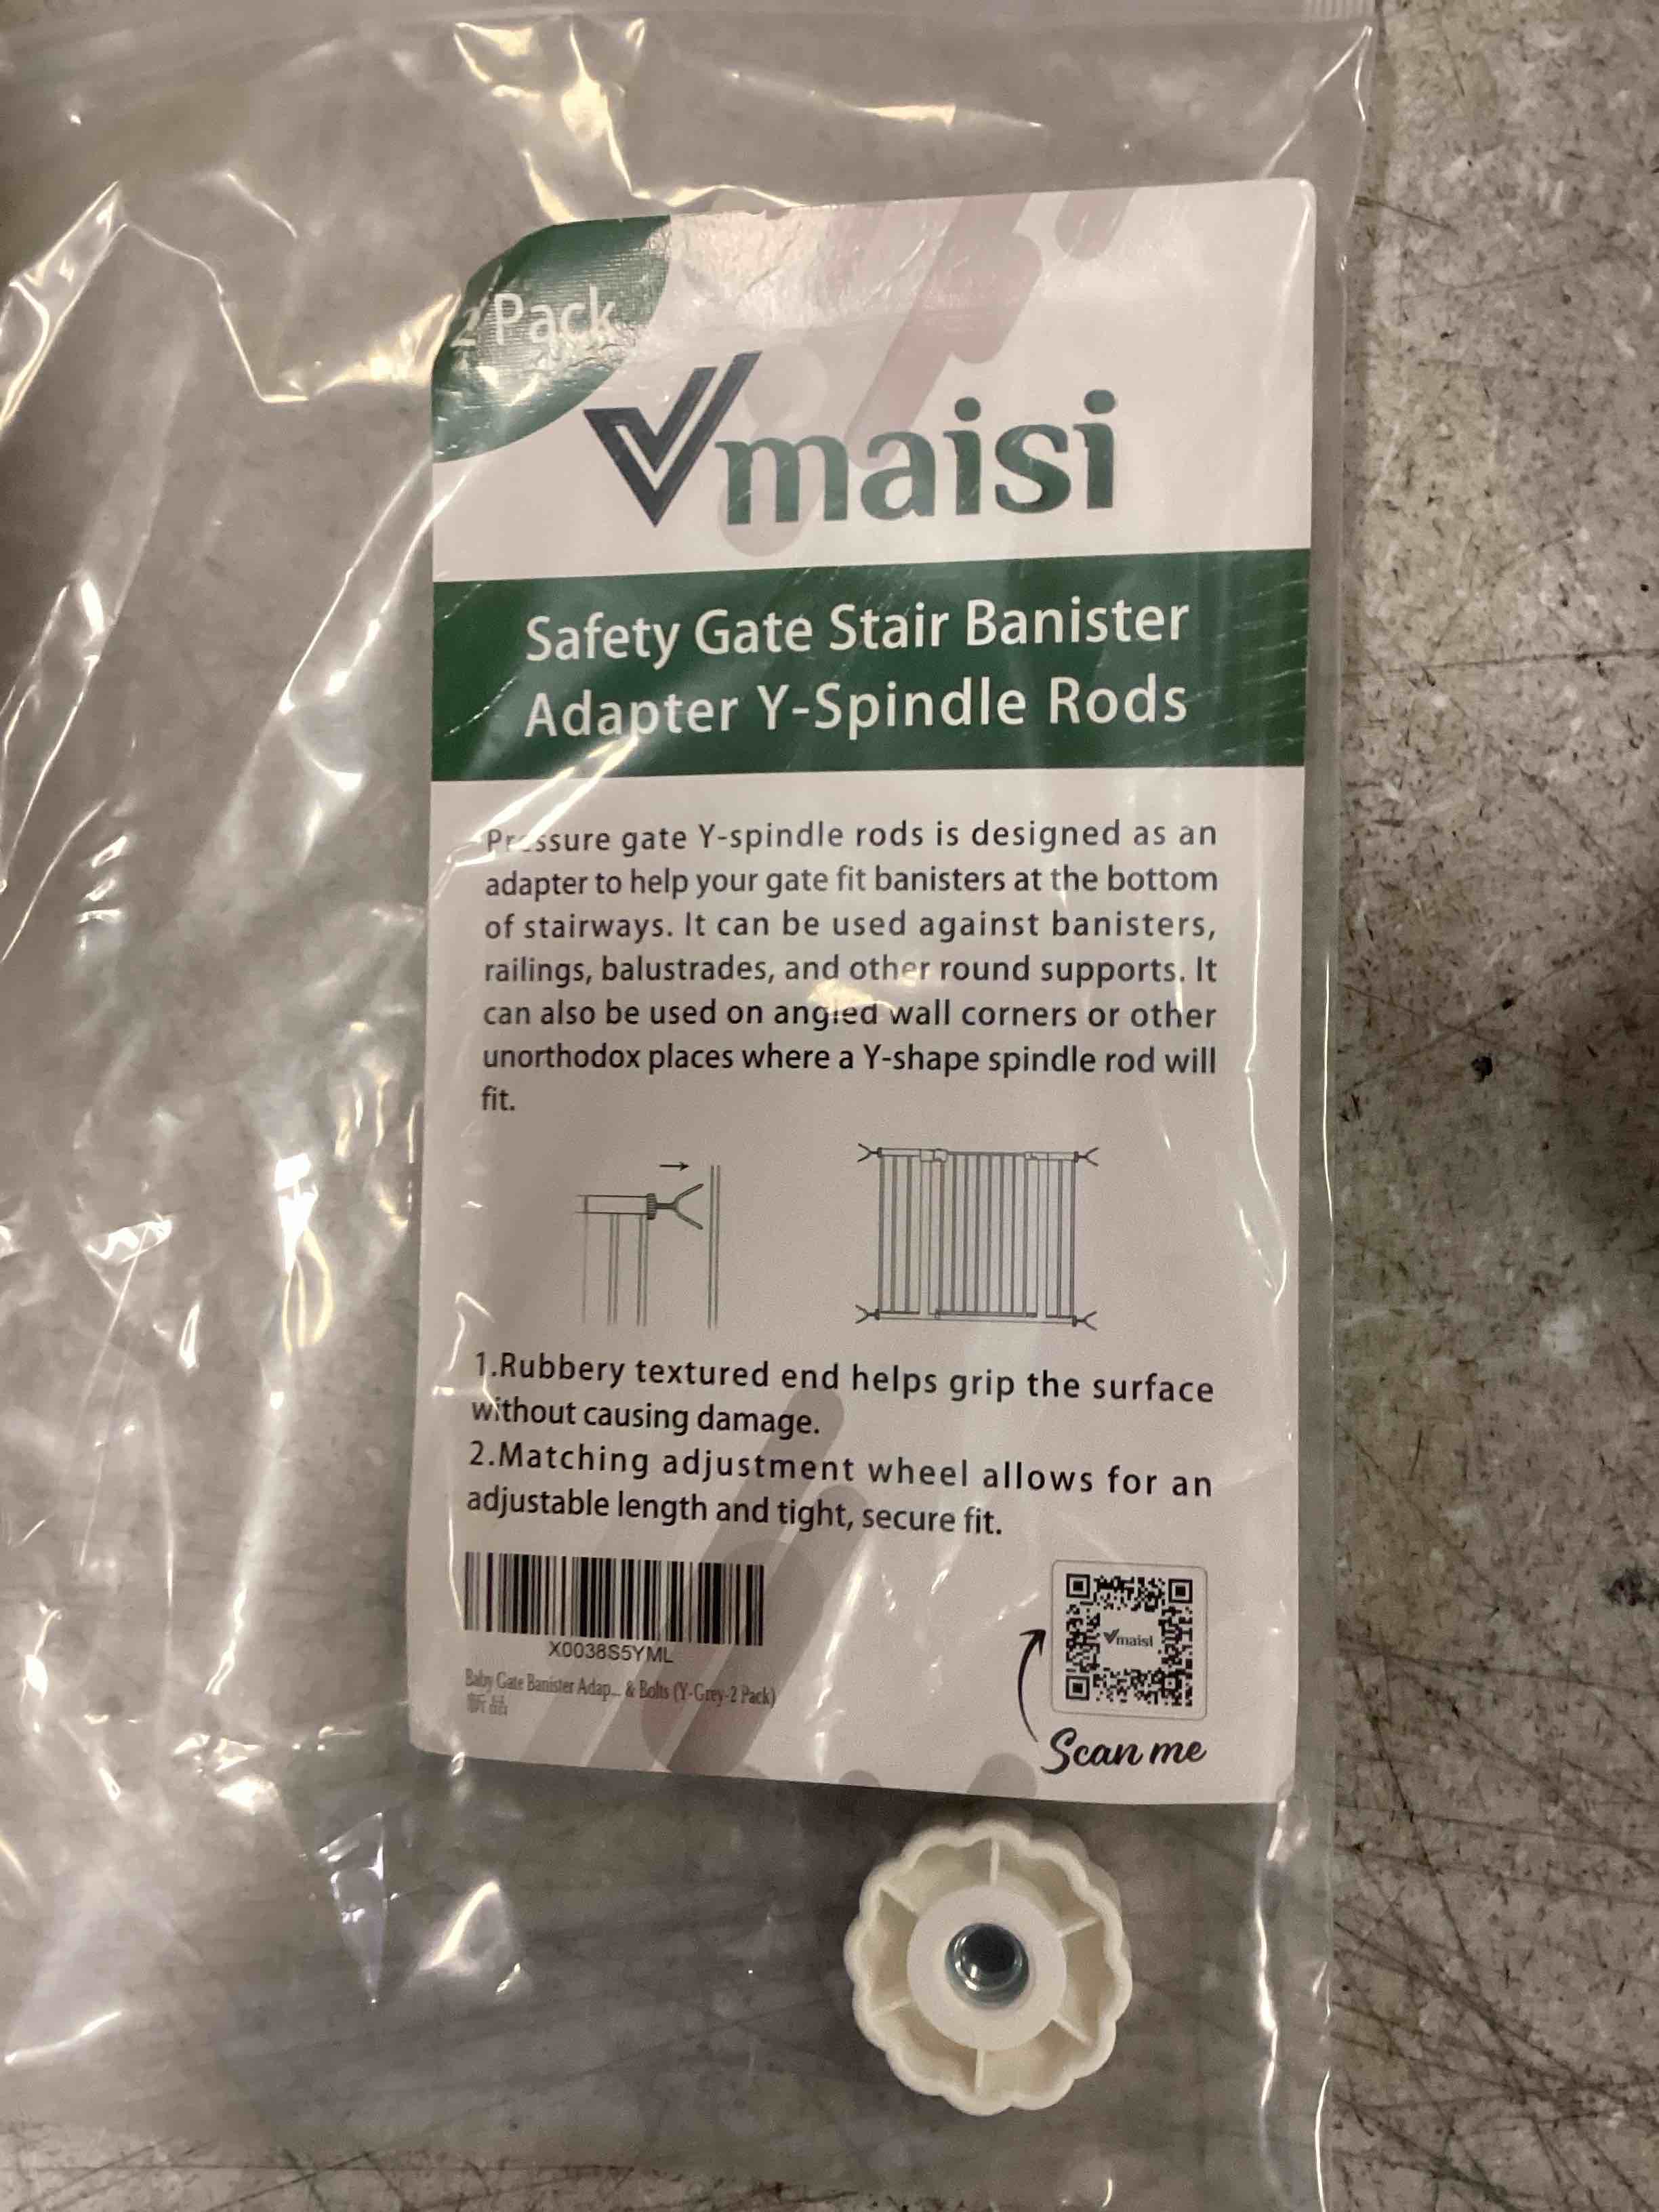 2 Pack
Vmaisi
Safety Gate Stair Banister
Adapter Y-Spindle Rods
Pressure gate Y-spindle rods is designed as an
adapter to help your gate fit banisters at the bottom
of stairways. It can be used against banisters,
railings, balustrades, and other round supports. It
can also be used on angled wall corners or other
unorthodox places where a Y-shape spindle rod will
fit.
1.Rubbery textured end helps grip the surface
without causing damage.
2.Matching adjustment wheel allows for an
adjustable length and tight, secure fit.
X0038S5YML
Baby Gate Banister Adap... & Bolts (Y-Grey-2 Pack)
新品
Vmaisi
Scan me